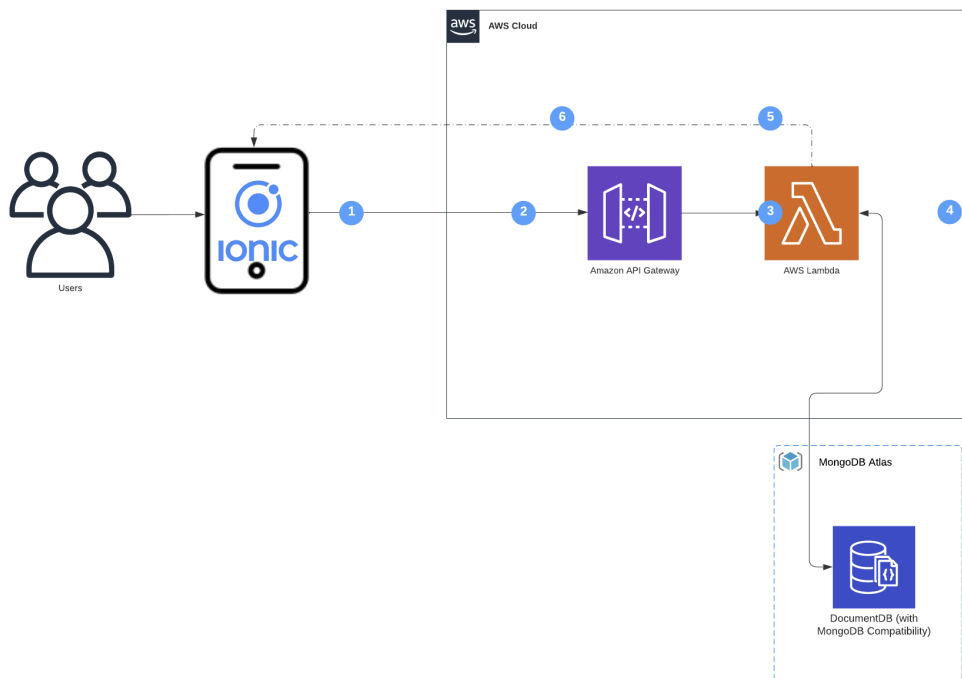 aws
AWS Cloud
6
5
1
2
3
4
IONIC
</>
Amazon API Gateway
AWS Lambda
Users
MongoDB Atlas
{}
DocumentDB (with
MongoDB Compatibility)